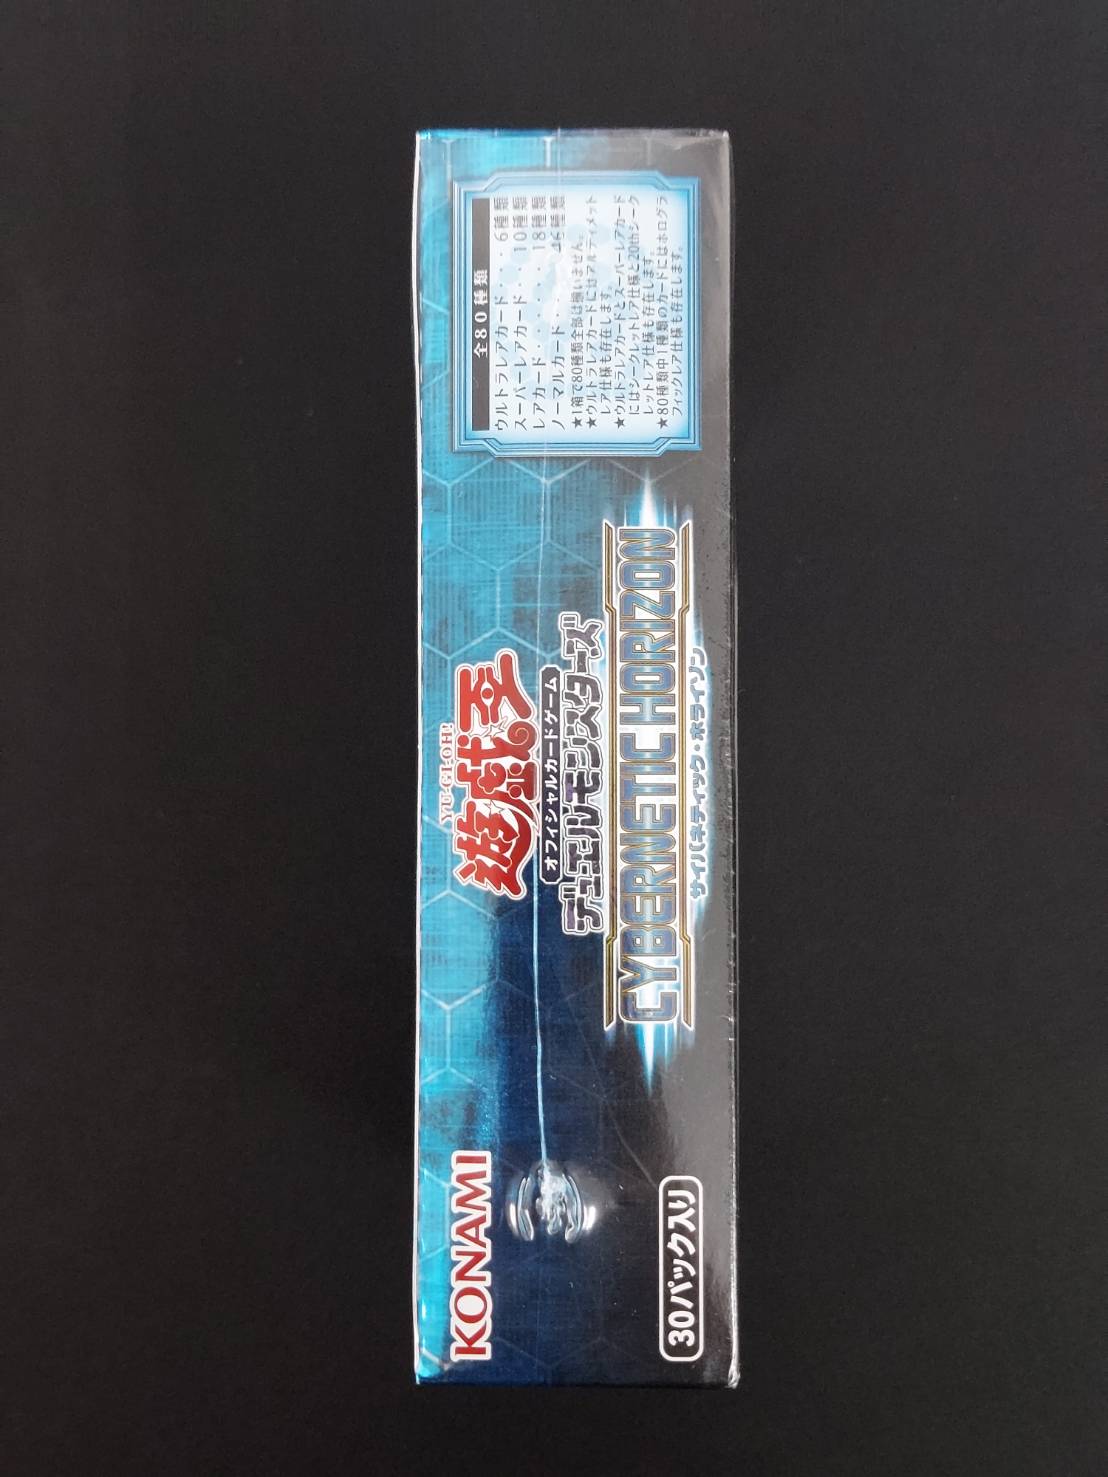 KONAMI
YU-GI-OH!
遊戯王
オフィシャルカードゲーム
デュエルモンスターズ
CYBERNETIC HORIZON
サイバネティック・ホライゾン
30パック入り
全80種類
ウルトラレアカード・・・6種類
スーパーレアカード・・・10種類
レアカード・・・・・・18種類
ノーマルカード・・・・・46種類
★1箱で80種類全部は揃いません。
★ウルトラレアカードにはアルティメット
レア仕様も存在します。
★ウルトラレアカードとスーパーレアカード
にはシークレットレア仕様と20thシーク
レットレア仕様も存在します。
★80種類中1種類のカードにはホログラ
フィックレア仕様も存在します。